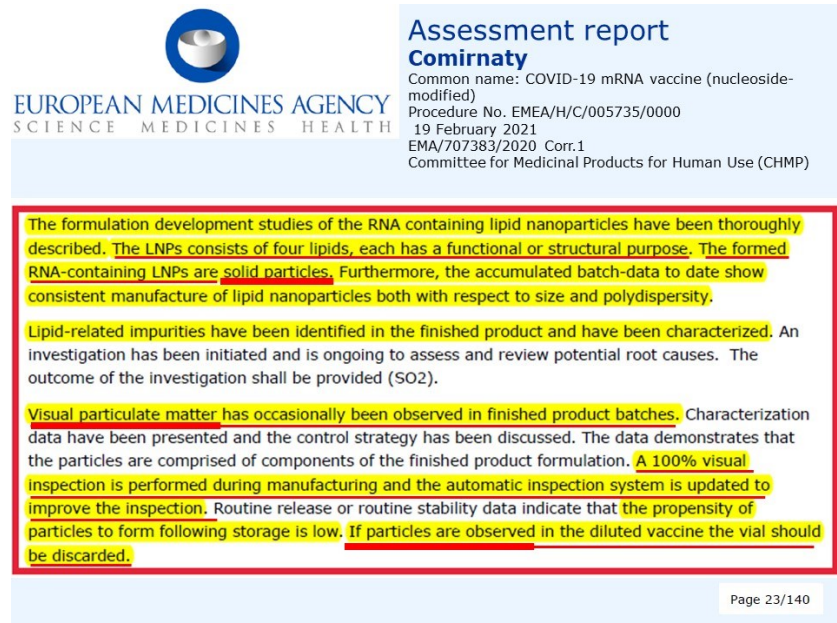 EUROPEAN MEDICINES AGENCY
SCIENCE MEDICINES HEALTH
Assessment report
Comirnaty
Common name: COVID-19 mRNA vaccine (nucleoside-
modified)
Procedure No. EMEA/H/C/005735/0000
19 February 2021
EMA/707383/2020 Corr.1
Committee for Medicinal Products for Human Use (CHMP)
The formulation development studies of the RNA containing lipid nanoparticles have been thoroughly
described. The LNPs consists of four lipids, each has a functional or structural purpose. The formed
RNA-containing LNPs are solid particles. Furthermore, the accumulated batch-data to date show
consistent manufacture of lipid nanoparticles both with respect to size and polydispersity.
Lipid-related impurities have been identified in the finished product and have been characterized. An
investigation has been initiated and is ongoing to assess and review potential root causes. The
outcome of the investigation shall be provided (SO2).
Visual particulate matter has occasionally been observed in finished product batches. Characterization
data have been presented and the control strategy has been discussed. The data demonstrates that
the particles are comprised of components of the finished product formulation. A 100% visual
inspection is performed during manufacturing and the automatic inspection system is updated to
improve the inspection. Routine release or routine stability data indicate that the propensity of
particles to form following storage is low. If particles are observed in the diluted vaccine the vial should
be discarded.
Page 23/140